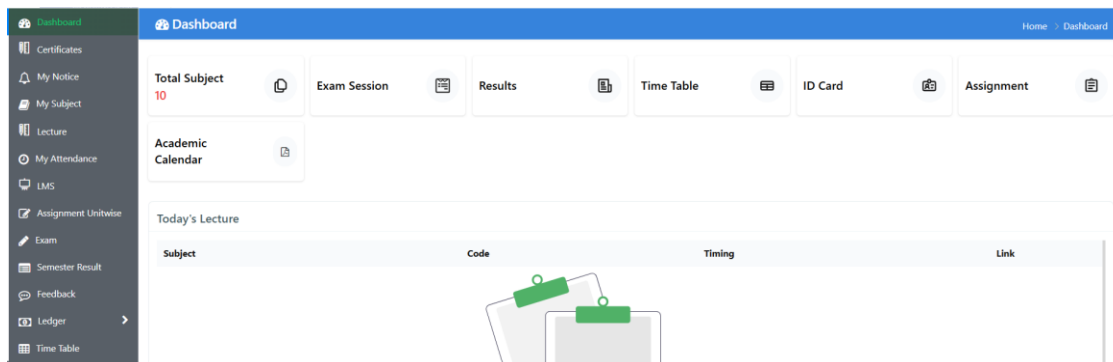 Dashboard
Certificates
My Notice
My Subject
Lecture
My Attendance
LMS
Assignment Unitwise
Exam
Semester Result
Feedback
Ledger
Time Table
Dashboard
Home > Dashboard
Total Subject
10
Exam Session
Results
Time Table
ID Card
Assignment
Academic
Calendar
Today's Lecture
Subject Code Timing Link